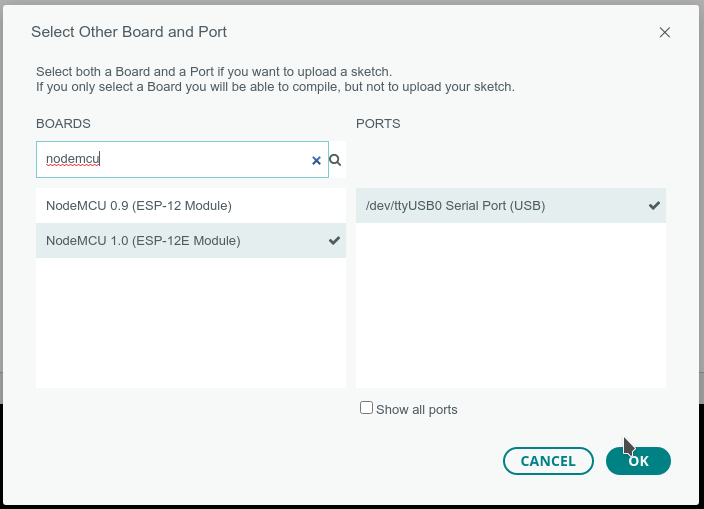 Select Other Board and Port
Select both a Board and a Port if you want to upload a sketch.
If you only select a Board you will be able to compile, but not to upload your sketch.
BOARDS
PORTS
nodemcu
NodeMCU 0.9 (ESP-12 Module)
/dev/ttyUSB0 Serial Port (USB)
NodeMCU 1.0 (ESP-12E Module)
Show all ports
CANCEL
OK